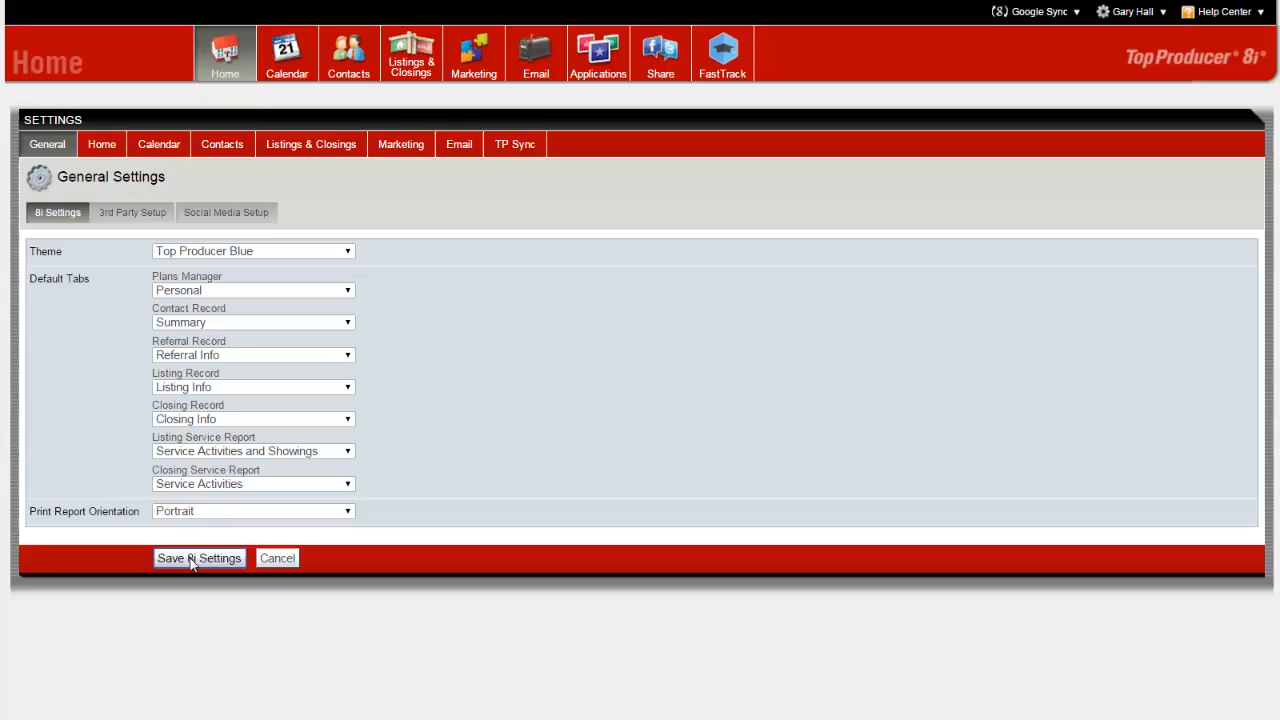 Google Sync Gary Hall Help Center
Home
Home 21 Calendar Contacts Listings & Closings Marketing Email Applications Share FastTrack
Top Producer® 8i®
SETTINGS
General Home Calendar Contacts Listings & Closings Marketing Email TP Sync
General Settings
8i Settings 3rd Party Setup Social Media Setup
Theme Top Producer Blue
Default Tabs Plans Manager
Personal
Contact Record
Summary
Referral Record
Referral Info
Listing Record
Listing Info
Closing Record
Closing Info
Listing Service Report
Service Activities and Showings
Closing Service Report
Service Activities
Print Report Orientation Portrait
Save 8i Settings Cancel